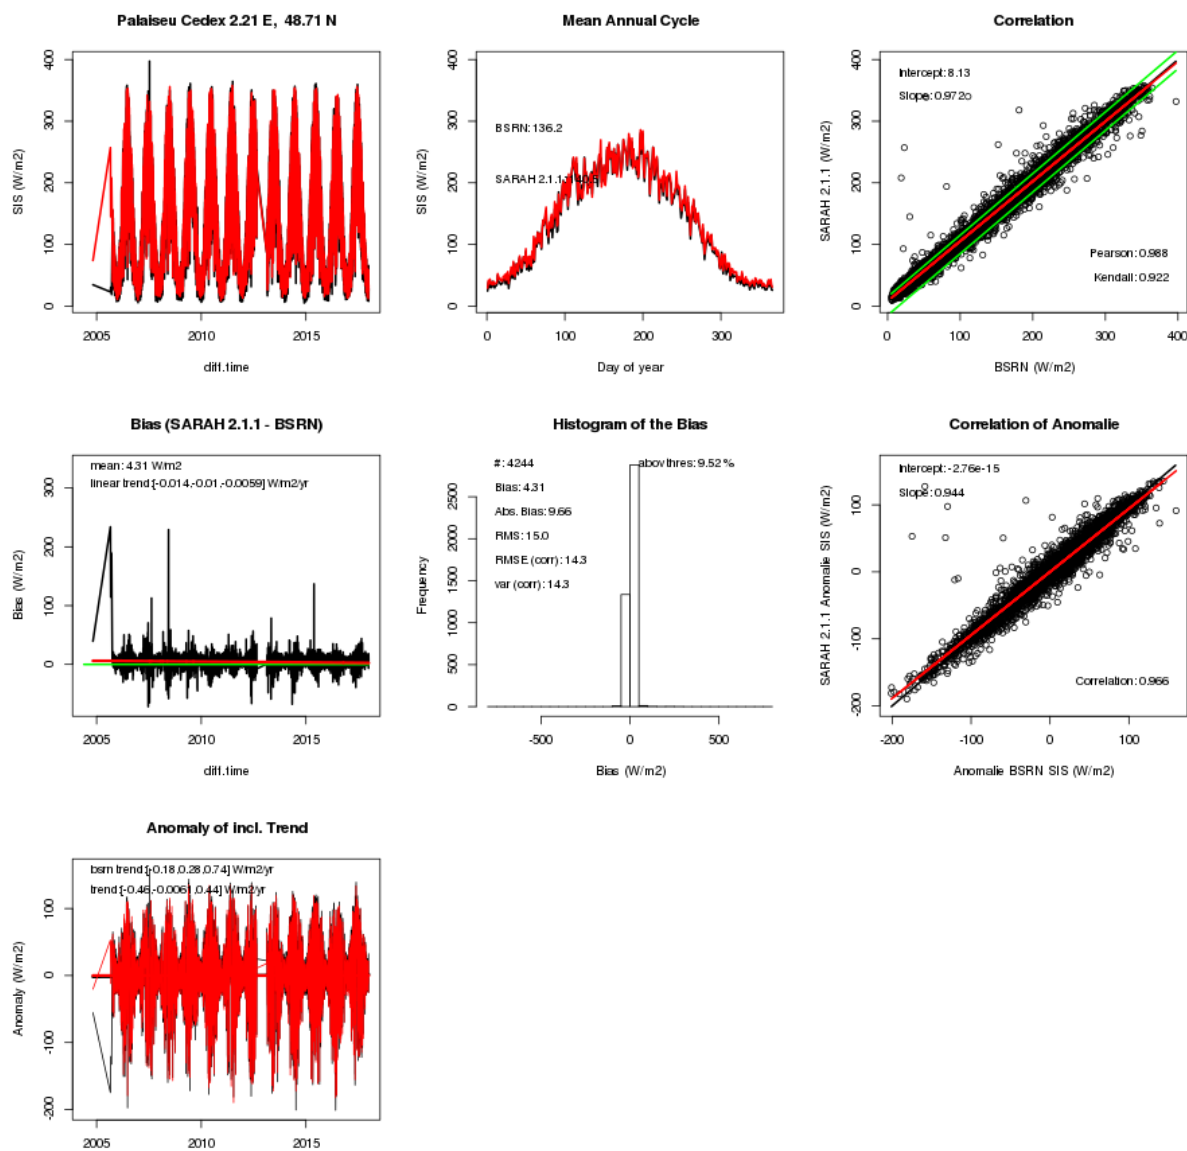 Palaiseu Cedex 2.21 E, 48.71 N
SIS (W/m2)
0 100 200 300 400
2005 2010 2015
diff.time
Mean Annual Cycle
BSRN: 136.2
SARAH 2.1.1: 140.5
SIS (W/m2)
0 100 200 300 400
0 100 200 300
Day of year
Correlation
Intercept: 8.13
Slope: 0.972
Pearson: 0.988
Kendall: 0.922
SARAH 2.1.1 (W/m2)
0 100 200 300 400
0 100 200 300 400
BSRN (W/m2)
Bias (SARAH 2.1.1 - BSRN)
mean: 4.31 W/m2
linear trend:[-0.014,-0.01,-0.0059] W/m2/yr
Bias (W/m2)
0 100 200 300
2005 2010 2015
diff.time
Histogram of the Bias
#: 4244
abovthres: 9.52 %
Bias: 4.31
Abs. Bias: 9.66
RMS: 15.0
RMSE (corr): 14.3
var (corr): 14.3
Frequency
0 500 1000 1500 2000 2500
-500 0 500
Bias (W/m2)
Correlation of Anomalie
Intercept: -2.76e-15
Slope: 0.944
Correlation: 0.966
SARAH 2.1.1 Anomalie SIS (W/m2)
-200 -100 0 100
-200 -100 0 100
Anomalie BSRN SIS (W/m2)
Anomaly of incl. Trend
bsrn trend:[-0.18,0.28,0.74] W/m2/yr
trend:[-0.46,-0.0061,0.44] W/m2/yr
Anomaly (W/m2)
-200 -100 0 100
2005 2010 2015